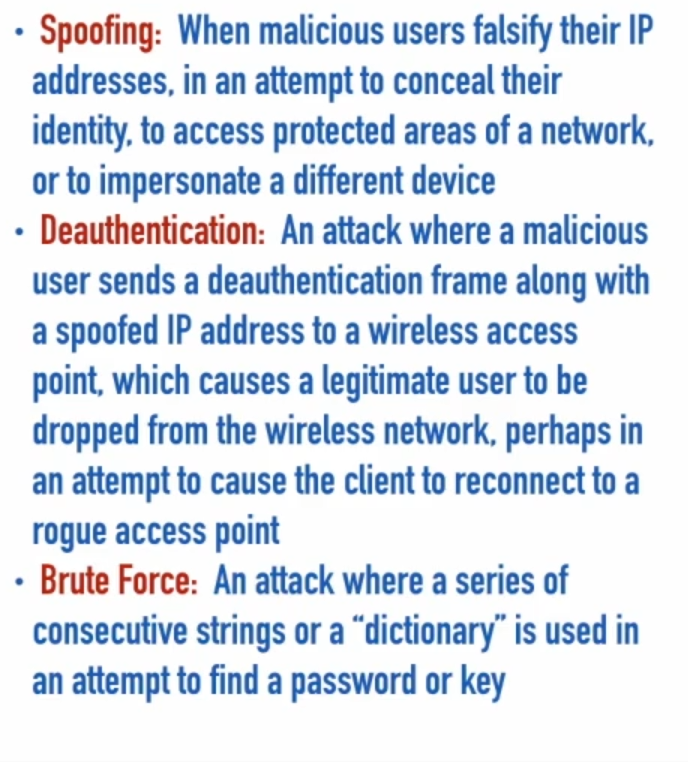 • Spoofing: When malicious users falsify their IP
addresses, in an attempt to conceal their
identity, to access protected areas of a network,
or to impersonate a different device
• Deauthentication: An attack where a malicious
user sends a deauthentication frame along with
a spoofed IP address to a wireless access
point, which causes a legitimate user to be
dropped from the wireless network, perhaps in
an attempt to cause the client to reconnect to a
rogue access point
• Brute Force: An attack where a series of
consecutive strings or a “dictionary” is used in
an attempt to find a password or key